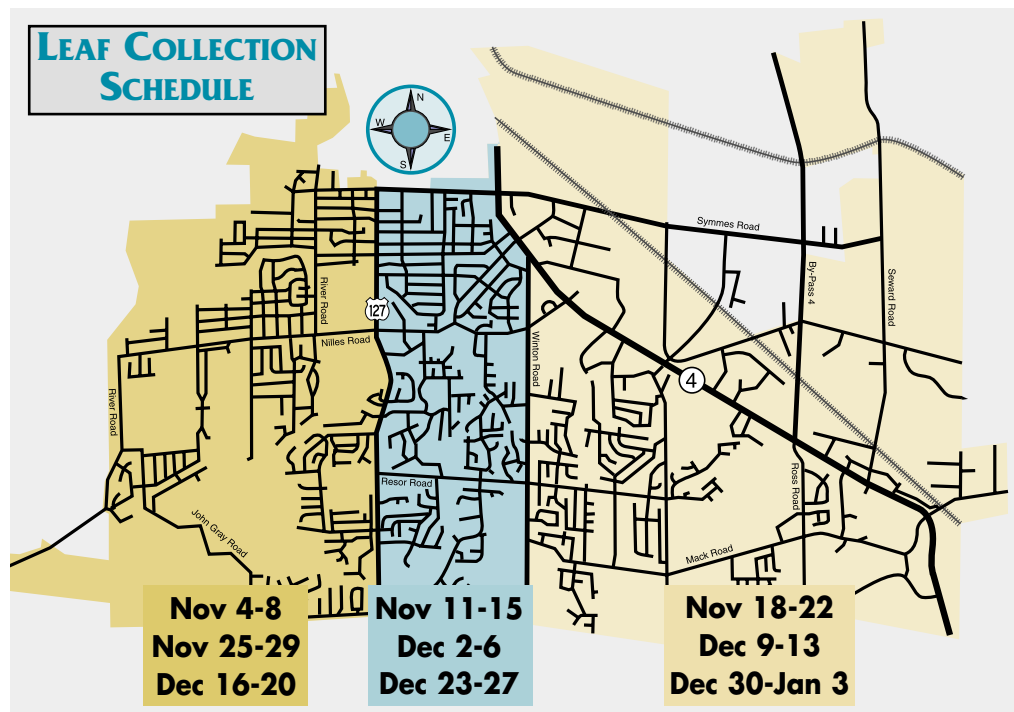 LEAF COLLECTION
SCHEDULE
N
W
E
S
Symmes Road
By-Pass 4
Seward Road
River Road
127
Nilles Road
Winton Road
4
River Road
Resor Road
Ross Road
John Gray Road
Mack Road
Nov 4-8
Nov 25-29
Dec 16-20
Nov 11-15
Dec 2-6
Dec 23-27
Nov 18-22
Dec 9-13
Dec 30-Jan 3